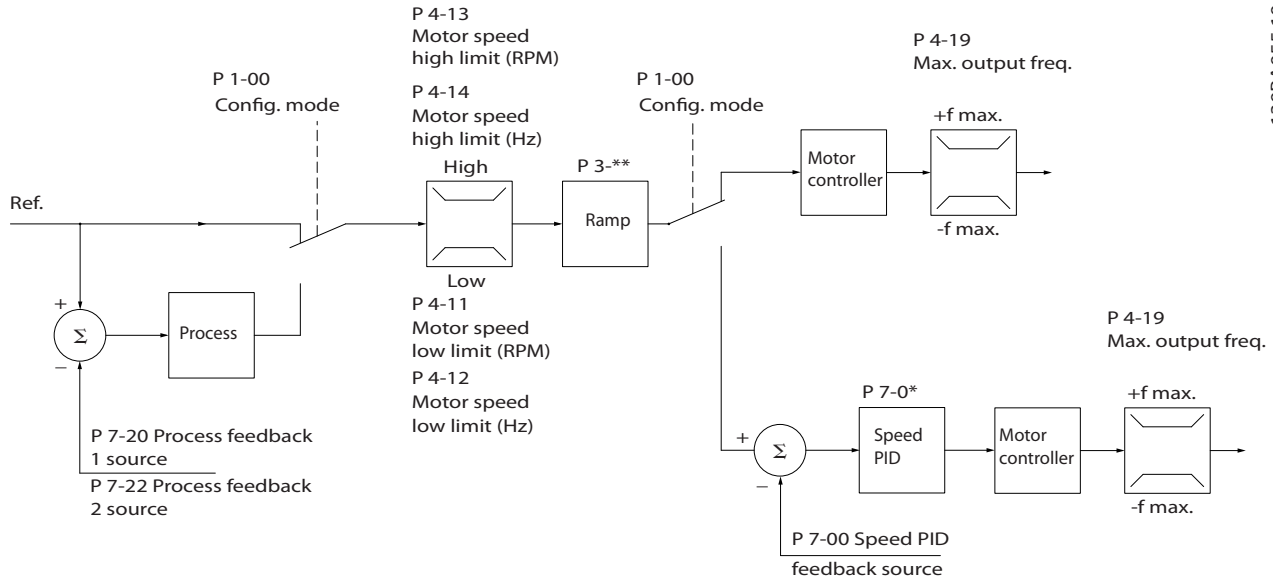 P 4-13
Motor speed
high limit (RPM)
P 4-14
Motor speed
high limit (Hz)
P 1-00
Config. mode
P 1-00
Config. mode
P 4-19
Max. output freq.
Ref.
High
Low
P 3-**
Ramp
Motor
controller
+f max.
-f max.
+
Σ
−
Process
P 4-11
Motor speed
low limit (RPM)
P 4-12
Motor speed
low limit (Hz)
P 7-20 Process feedback
1 source
P 7-22 Process feedback
2 source
P 4-19
Max. output freq.
+
Σ
−
P 7-0*
Speed
PID
Motor
controller
+f max.
-f max.
P 7-00 Speed PID
feedback source